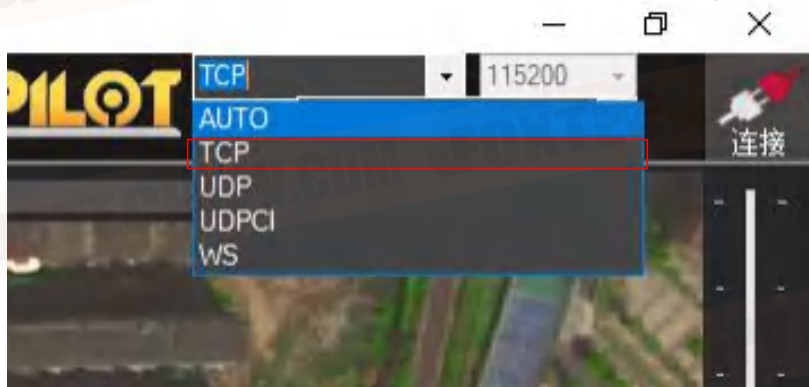 PILOT
TCP
115200
连接
AUTO
TCP
UDP
UDPCI
WS